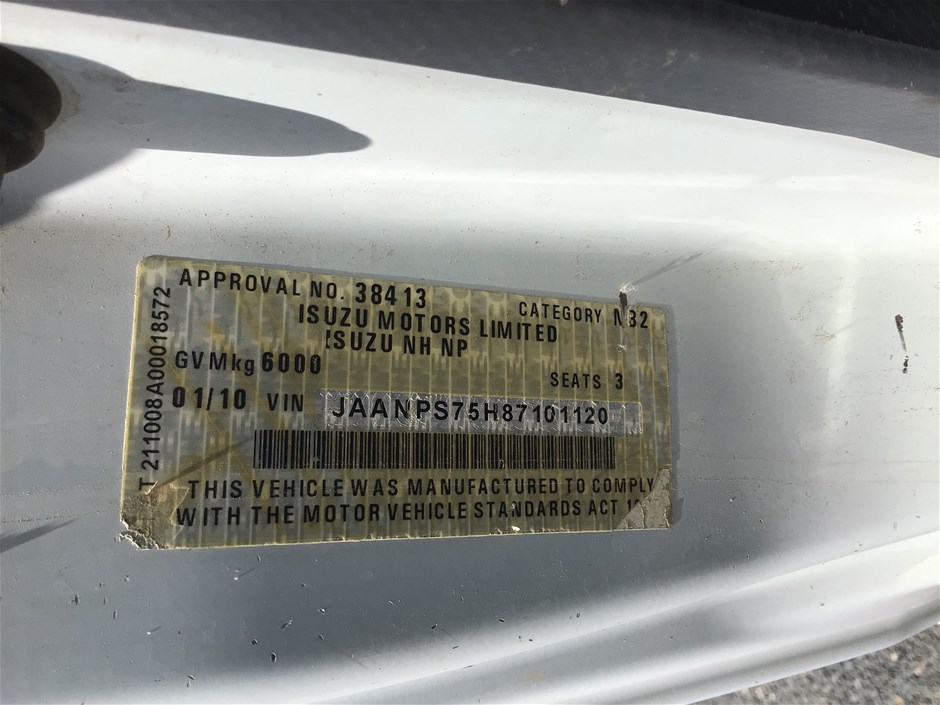 APPROVAL NO. 38413
CATEGORY NB2
ISUZU MOTORS LIMITED
ISUZU NH NP
GVMkg 6000
SEATS 3
01/10 VIN JAANPS75H87101120
THIS VEHICLE WAS MANUFACTURED TO COMPLY
WITH THE MOTOR VEHICLE STANDARDS ACT
T 211008A00018572